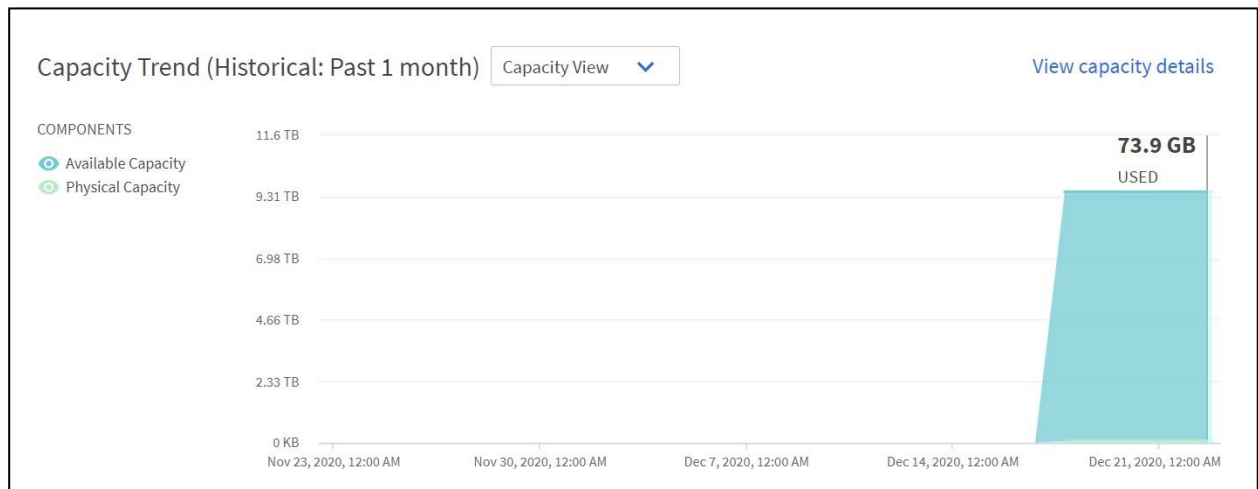 Capacity Trend (Historical: Past 1 month) Capacity View View capacity details
COMPONENTS
Available Capacity
Physical Capacity
11.6 TB
9.31 TB
6.98 TB
4.66 TB
2.33 TB
0 KB
73.9 GB
USED
Nov 23, 2020, 12:00 AM Nov 30, 2020, 12:00 AM Dec 7, 2020, 12:00 AM Dec 14, 2020, 12:00 AM Dec 21, 2020, 12:00 AM